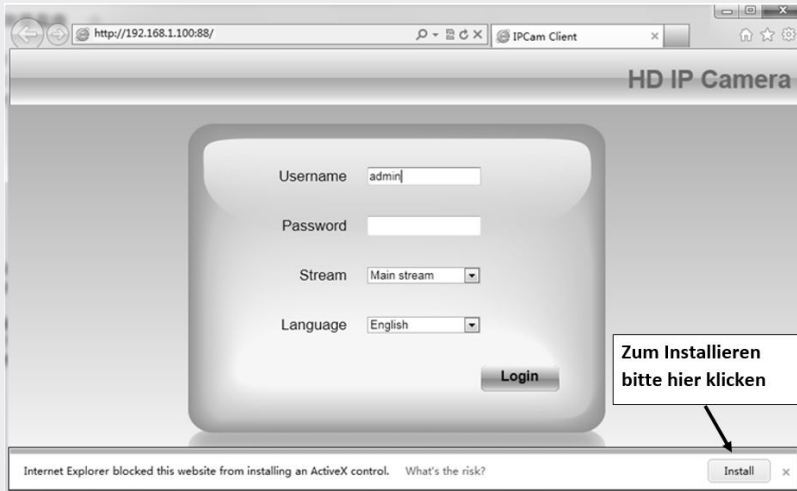 http://192.168.1.100:88/
IPCam Client
HD IP Camera
Username admin
Password
Stream Main stream
Language English
Login
Zum Installieren
bitte hier klicken
Internet Explorer blocked this website from installing an ActiveX control. What's the risk? Install